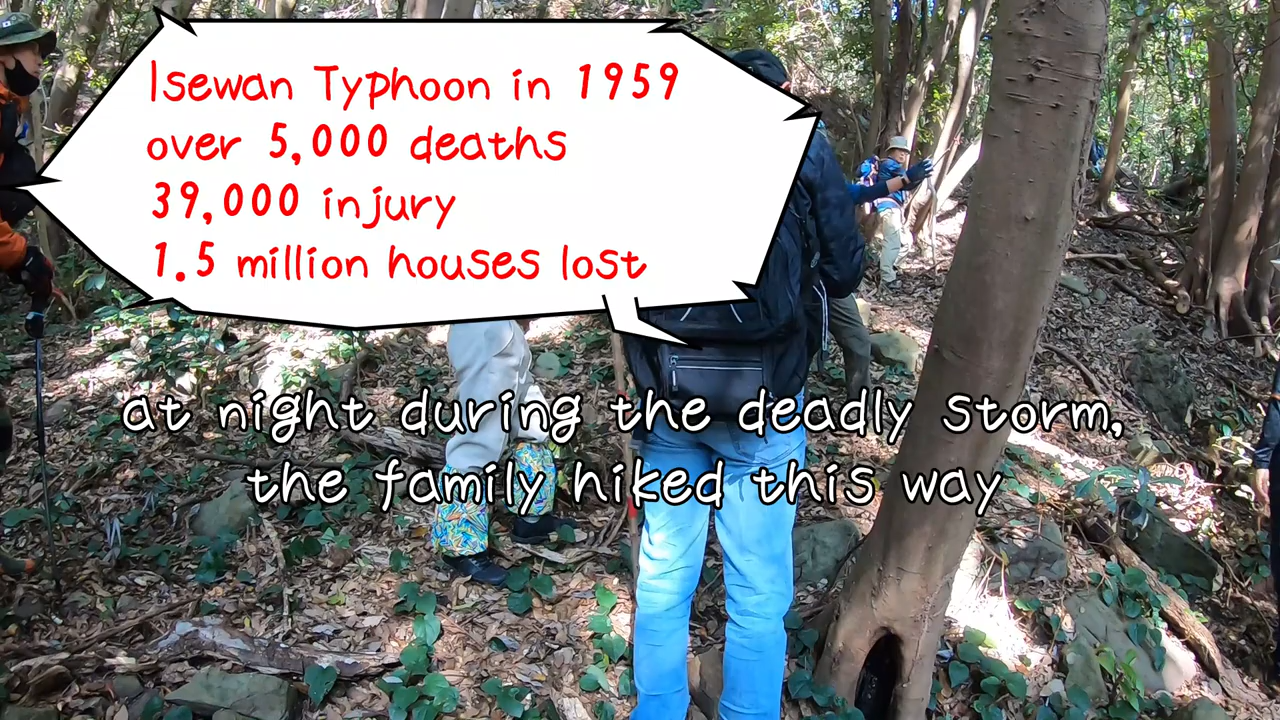 Isewan Typhoon in 1959
over 5,000 deaths
39,000 injury
1.5 million houses lost
at night during the deadly storm,
the family hiked this way